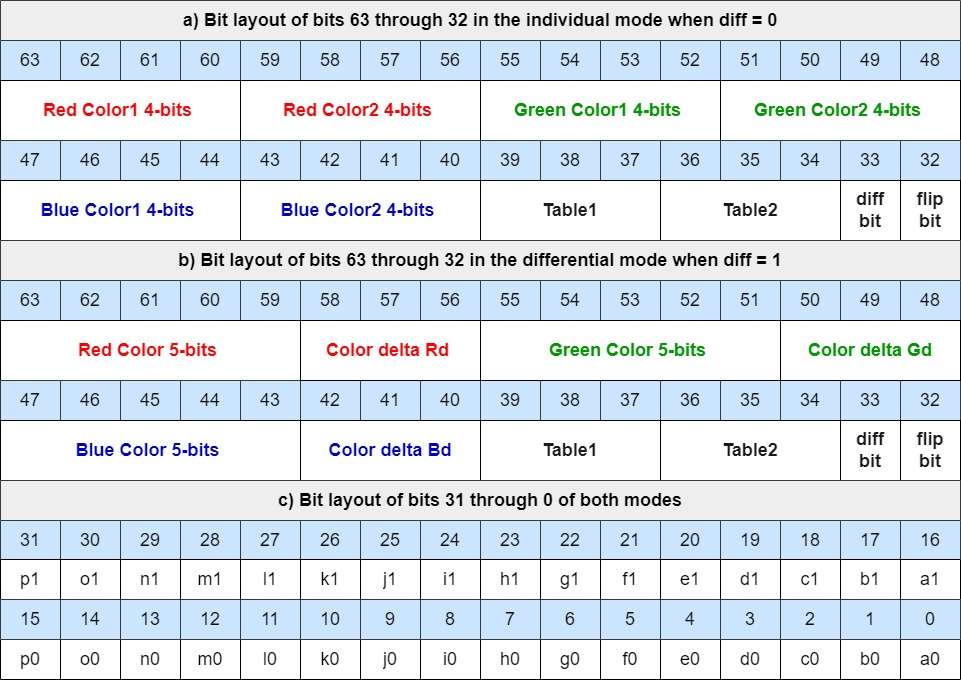 a) Bit layout of bits 63 through 32 in the individual mode when diff = 0
63 62 61 60 59 58 57 56 55 54 53 52 51 50 49 48
Red Color1 4-bits Red Color2 4-bits Green Color1 4-bits Green Color2 4-bits
47 46 45 44 43 42 41 40 39 38 37 36 35 34 33 32
Blue Color1 4-bits Blue Color2 4-bits Table1 Table2 diff bit flip bit
b) Bit layout of bits 63 through 32 in the differential mode when diff = 1
63 62 61 60 59 58 57 56 55 54 53 52 51 50 49 48
Red Color 5-bits Color delta Rd Green Color 5-bits Color delta Gd
47 46 45 44 43 42 41 40 39 38 37 36 35 34 33 32
Blue Color 5-bits Color delta Bd Table1 Table2 diff bit flip bit
c) Bit layout of bits 31 through 0 of both modes
31 30 29 28 27 26 25 24 23 22 21 20 19 18 17 16
p1 o1 n1 m1 l1 k1 j1 i1 h1 g1 f1 e1 d1 c1 b1 a1
15 14 13 12 11 10 9 8 7 6 5 4 3 2 1 0
p0 o0 n0 m0 l0 k0 j0 i0 h0 g0 f0 e0 d0 c0 b0 a0